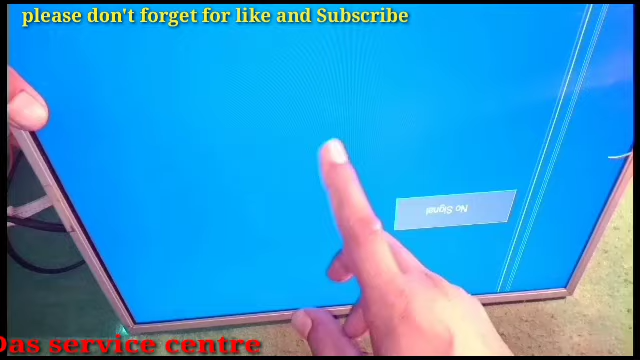 please don't forget for like and Subscribe
No Signal
Das service centre